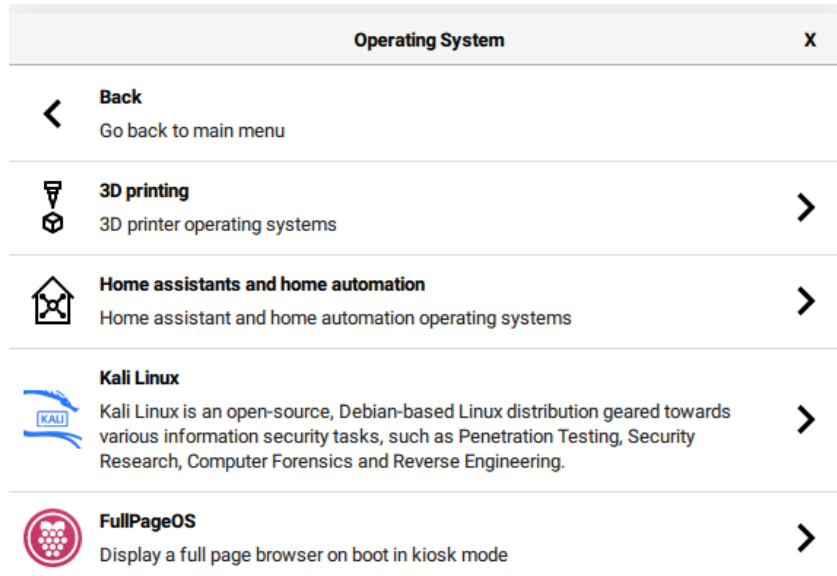 Operating System X
Back
Go back to main menu
3D printing
3D printer operating systems
Home assistants and home automation
Home assistant and home automation operating systems
Kali Linux
KALI
Kali Linux is an open-source, Debian-based Linux distribution geared towards
various information security tasks, such as Penetration Testing, Security
Research, Computer Forensics and Reverse Engineering.
FullPageOS
Display a full page browser on boot in kiosk mode